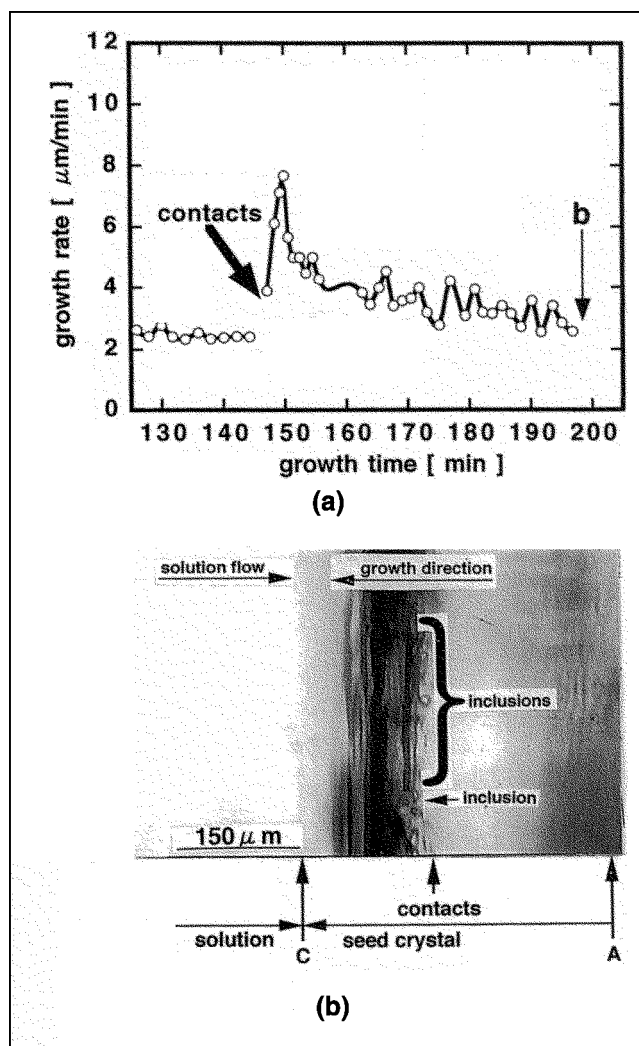 12
10
8
6
4
2
0
growth rate [ μm/min ]
contacts
b
130 140 150 160 170 180 190 200
growth time [ min ]
(a)
solution flow
growth direction
inclusions
inclusion
150 μ m
contacts
solution
seed crystal
C
A
(b)